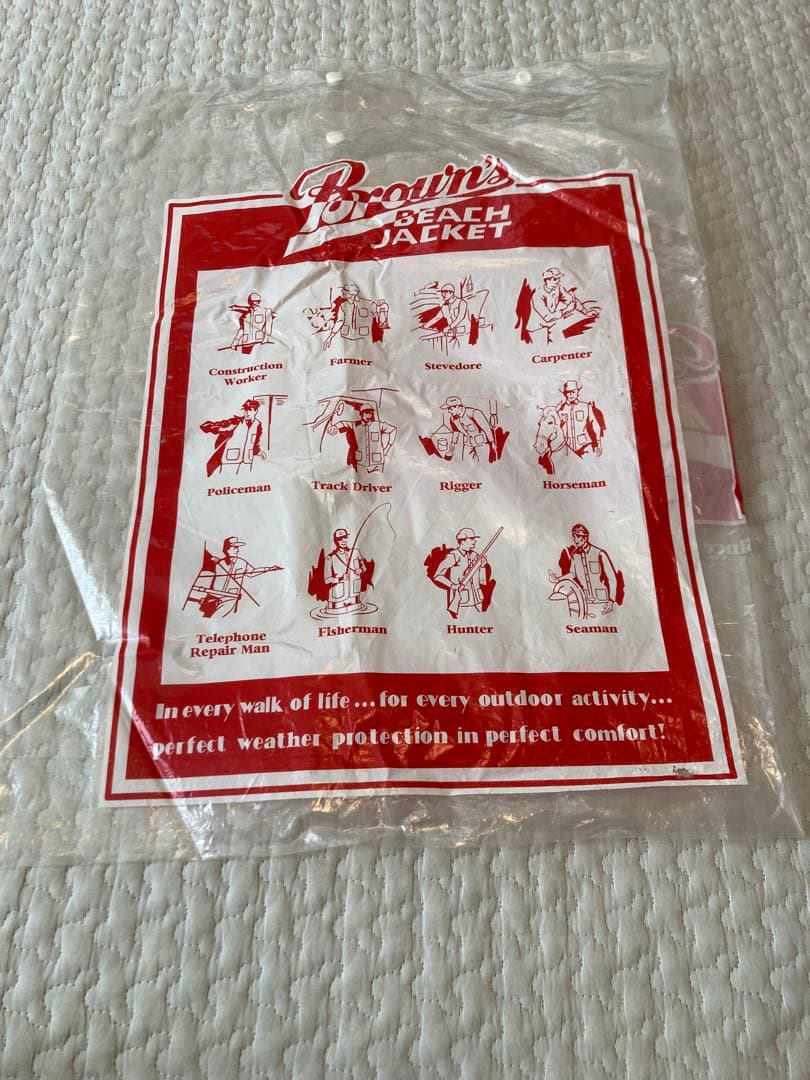 Brown's
BEACH
JACKET
Construction
Worker
Farmer
Stevedore
Carpenter
Policeman
Track Driver
Rigger
Horseman
Telephone
Repair Man
Fisherman
Hunter
Seaman
In every walk of life...for every outdoor activity...
perfect weather protection in perfect comfort!
Since